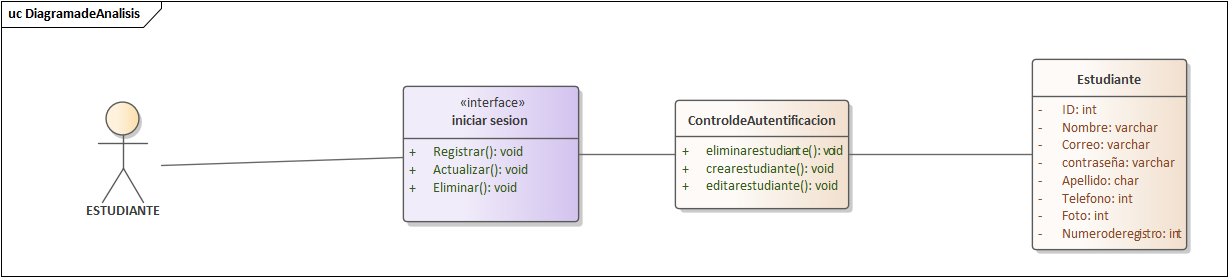 uc DiagramadeAnalisis
ESTUDIANTE
«interface»
iniciar sesion
+ Registrar(): void
+ Actualizar(): void
+ Eliminar(): void
ControldeAutentificacion
+ eliminarestudiante(): void
+ crearestudiante(): void
+ editarestudiante(): void
Estudiante
- ID: int
- Nombre: varchar
- Correo: varchar
- contraseña: varchar
- Apellido: char
- Telefono: int
- Foto: int
- Numeroderegistro: int